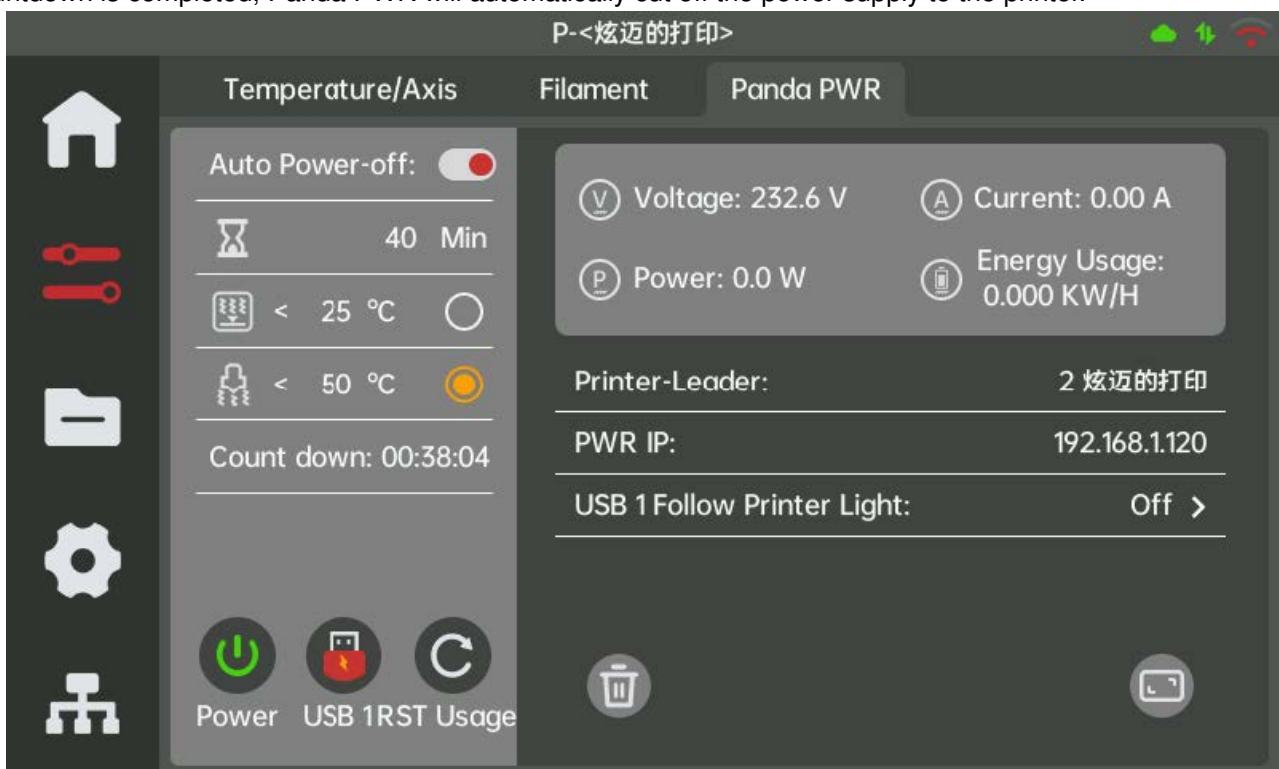 untdown is completed, Panda PWR will automatically cut off the power supply to the printer.
P-<炫迈的打印>
Temperature/Axis
Filament
Panda PWR
Auto Power-off:
40 Min
< 25 °C
< 50 °C
Count down: 00:38:04
Power
USB 1
RST Usage
V Voltage: 232.6 V
A Current: 0.00 A
P Power: 0.0 W
Energy Usage:
0.000 KW/H
Printer-Leader: 2 炫迈的打印
PWR IP: 192.168.1.120
USB 1 Follow Printer Light: Off >